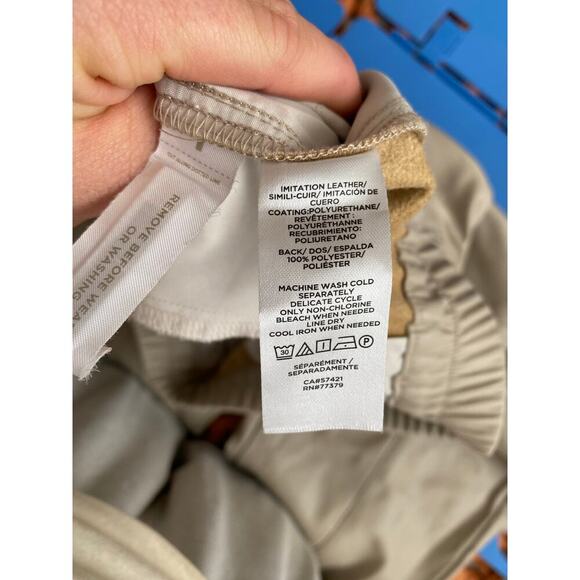 IMITATION LEATHER/
SIMILI-CUIR/ IMITACIÓN DE
CUERO
COATING:POLYURETHANE/
REVÊTEMENT :
POLYURÉTHANNE
RECUBRIMIENTO:
POLIURETANO
BACK/ DOS/ ESPALDA
100% POLYESTER/
POLIÉSTER
MACHINE WASH COLD
SEPARATELY
DELICATE CYCLE
ONLY NON-CHLORINE
BLEACH WHEN NEEDED
LINE DRY
COOL IRON WHEN NEEDED
30
P
SÉPARÉMENT /
SEPARADAMENTE
CA#57421
RN#77379
REMOVE BEFORE WEA
OR WASHING